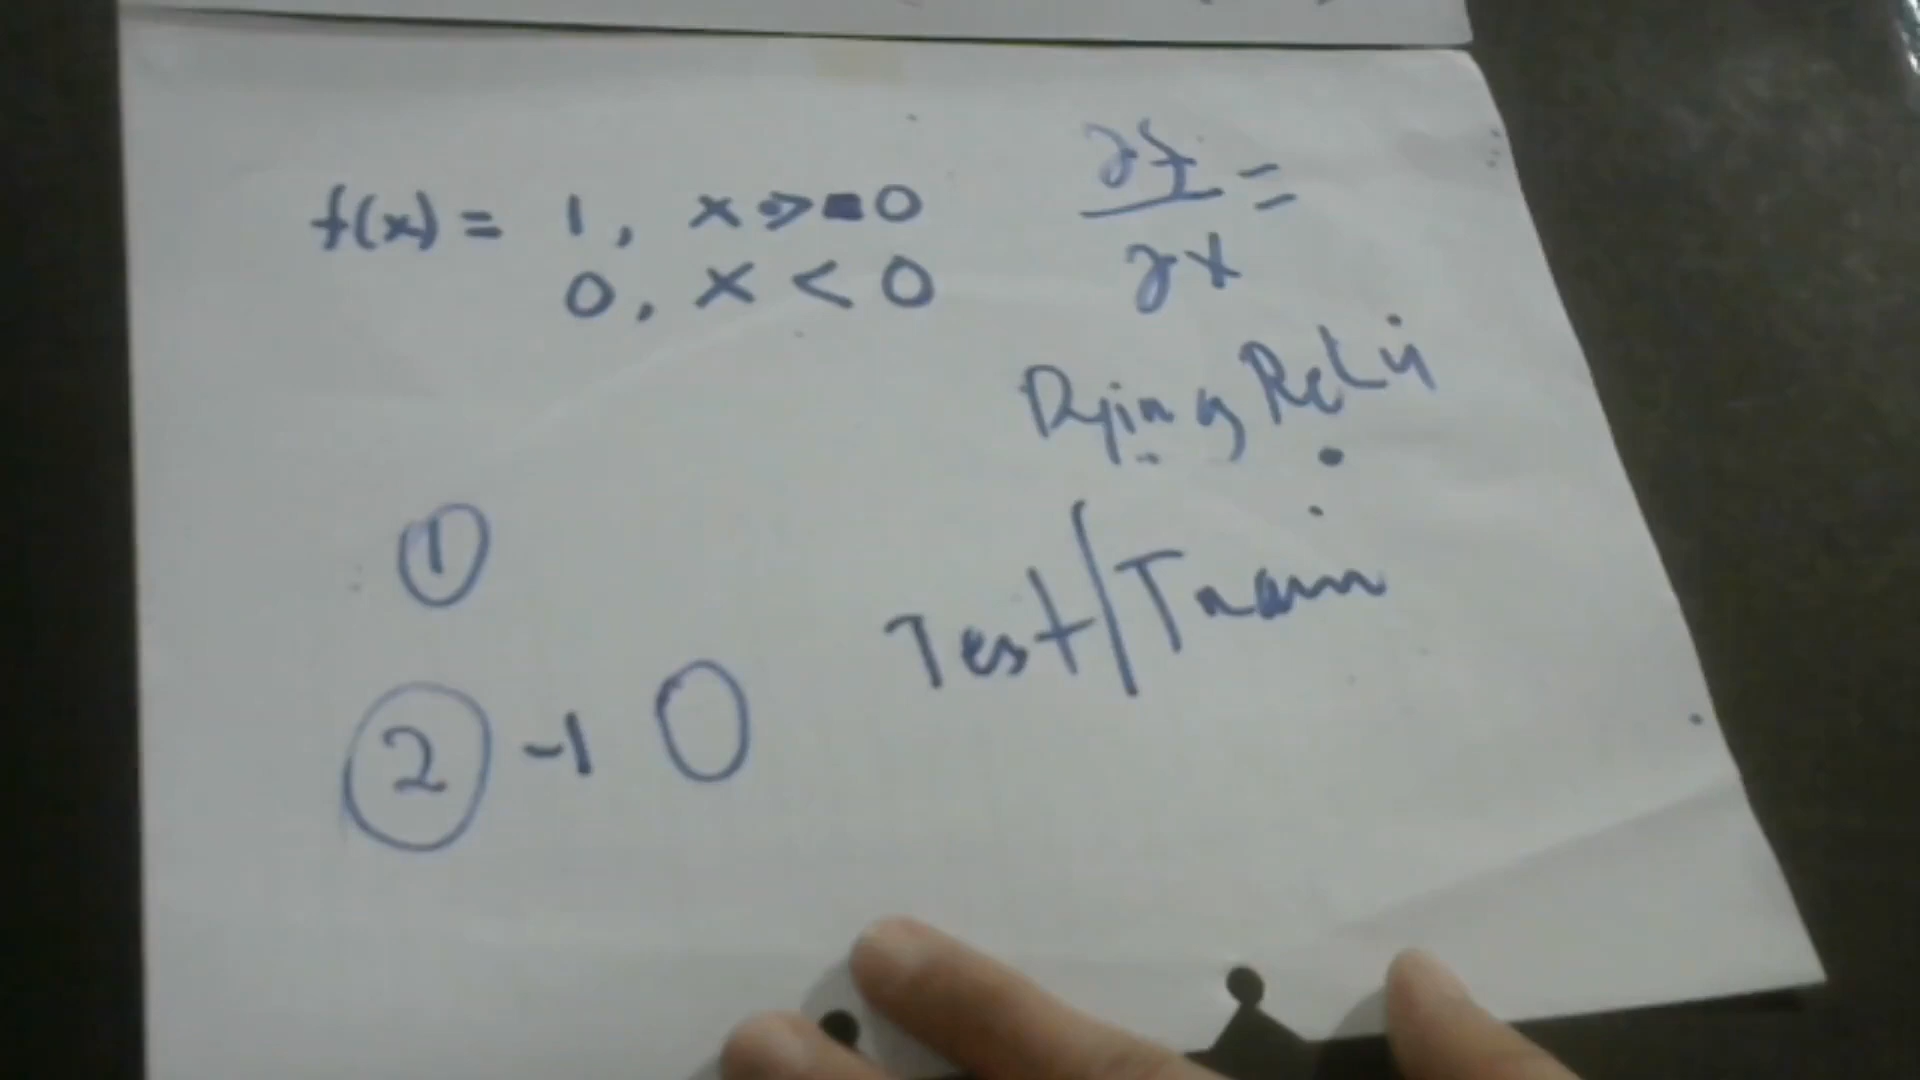 f(x) = 1, x > 0
0, x < 0
∂f/∂x =
Dying ReLu
1
Test/Train
2 -1 0